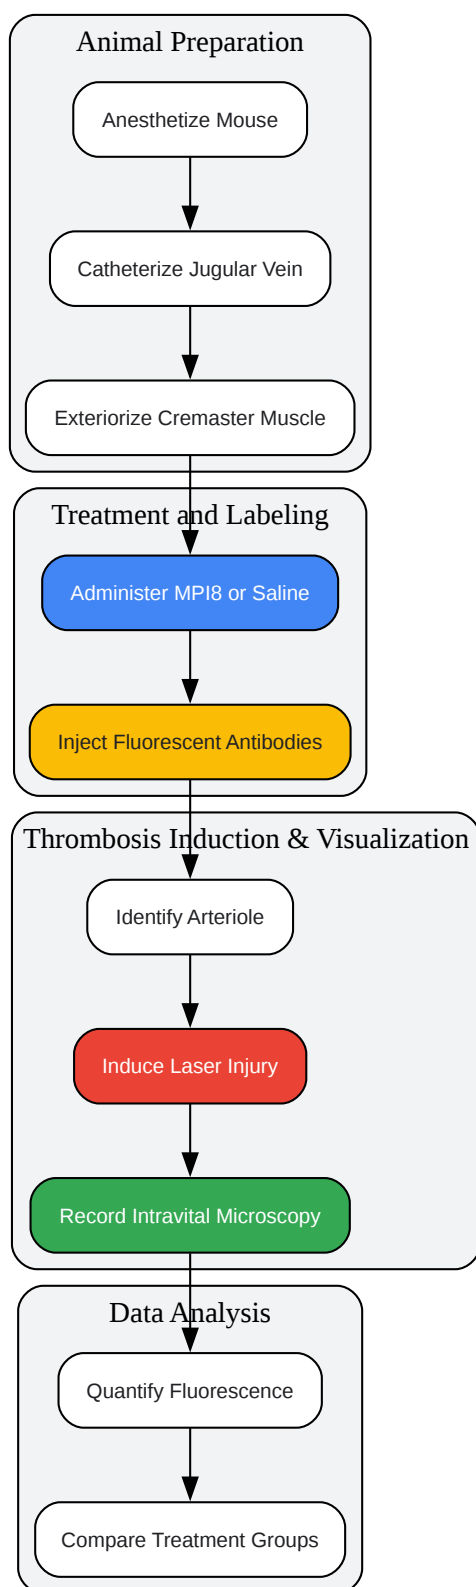 Animal Preparation
Anesthetize Mouse
Catheterize Jugular Vein
Exteriorize Cremaster Muscle
Treatment and Labeling
Administer MPI8 or Saline
Inject Fluorescent Antibodies
Thrombosis Induction & Visualization
Identify Arteriole
Induce Laser Injury
Record Intravital Microscopy
Data Analysis
Quantify Fluorescence
Compare Treatment Groups